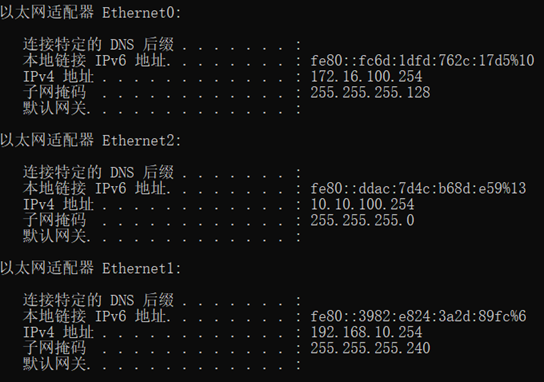 以太网适配器 Ethernet0:
连接特定的 DNS 后缀 . . . . . . . :
本地链接 IPv6 地址. . . . . . . . : fe80::fc6d:1dfd:762c:17d5%10
IPv4 地址 . . . . . . . . . . . . : 172.16.100.254
子网掩码  . . . . . . . . . . . . : 255.255.255.128
默认网关. . . . . . . . . . . . . :
以太网适配器 Ethernet2:
连接特定的 DNS 后缀 . . . . . . . :
本地链接 IPv6 地址. . . . . . . . : fe80::ddac:7d4c:b68d:e59%13
IPv4 地址 . . . . . . . . . . . . : 10.10.100.254
子网掩码  . . . . . . . . . . . . : 255.255.255.0
默认网关. . . . . . . . . . . . . :
以太网适配器 Ethernet1:
连接特定的 DNS 后缀 . . . . . . . :
本地链接 IPv6 地址. . . . . . . . : fe80::3982:e824:3a2d:89fc%6
IPv4 地址 . . . . . . . . . . . . : 192.168.10.254
子网掩码  . . . . . . . . . . . . : 255.255.255.240
默认网关. . . . . . . . . . . . . :